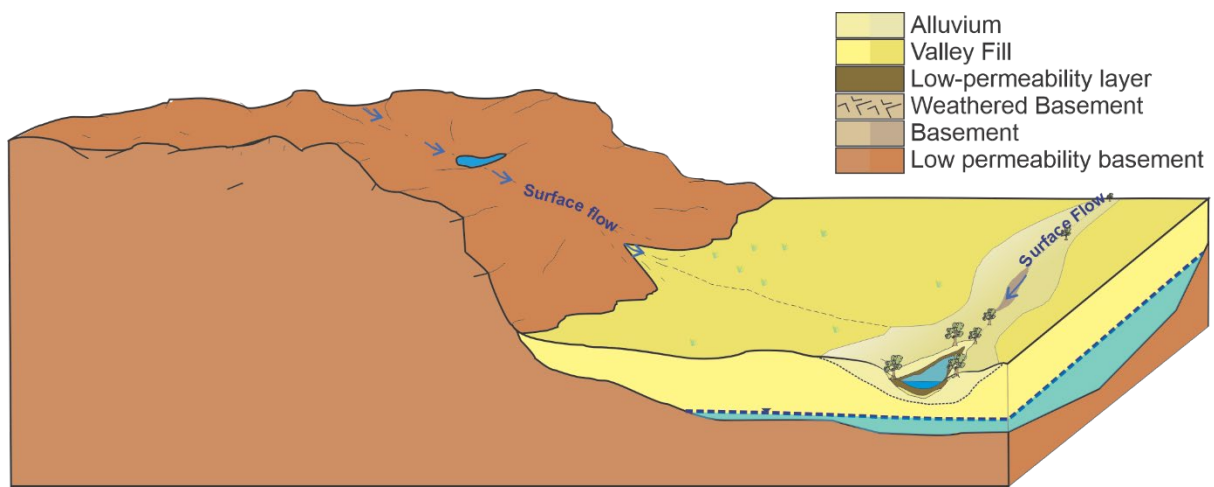 Alluvium
Valley Fill
Low-permeability layer
Weathered Basement
Basement
Low permeability basement
Surface flow
Surface Flow